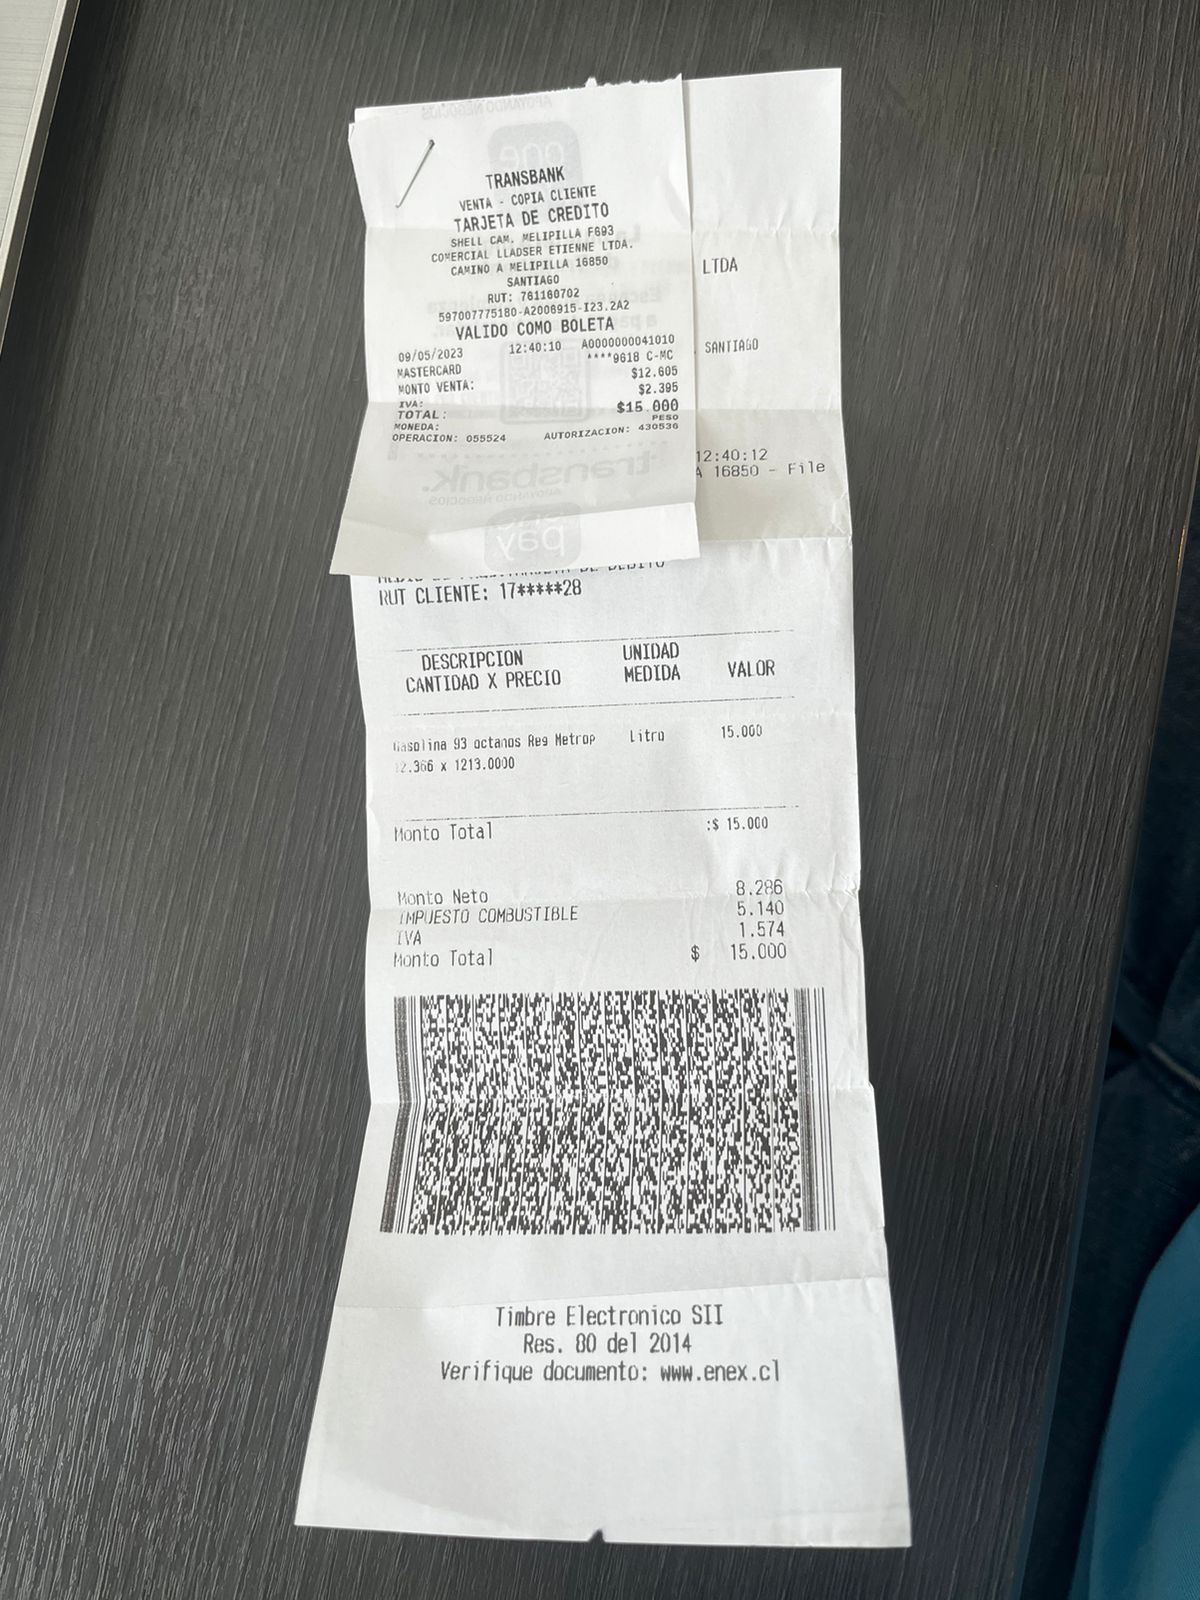 TRANSBANK
VENTA - COPIA CLIENTE
TARJETA DE CREDITO
SHELL CAM. MELIPILLA F693
COMERCIAL LLADSER ETIENNE LTDA.
CAMINO A MELIPILLA 16850
SANTIAGO
RUT: 761160702
597007775180-A2006915-I23.2A2
VALIDO COMO BOLETA
09/05/2023 12:40:10 A0000000041010
MASTERCARD ****9618 C-MC
MONTO VENTA: $12.605
IVA: $2.395
TOTAL: $15.000
MONEDA: PESO
OPERACION: 055524 AUTORIZACION: 430536
LTDA
SANTIAGO
12:40:12
A 16850 - File
DE DEBITO
RUT CLIENTE: 17*****28
DESCRIPCION UNIDAD
CANTIDAD X PRECIO MEDIDA VALOR
Gasolina 93 octanos Reg Metrop Litro 15.000
12.366 x 1213.0000
Monto Total :$ 15.000
Monto Neto 8.286
IMPUESTO COMBUSTIBLE 5.140
IVA 1.574
Monto Total $ 15.000
Timbre Electronico SII
Res. 80 del 2014
Verifique documento: www.enex.cl